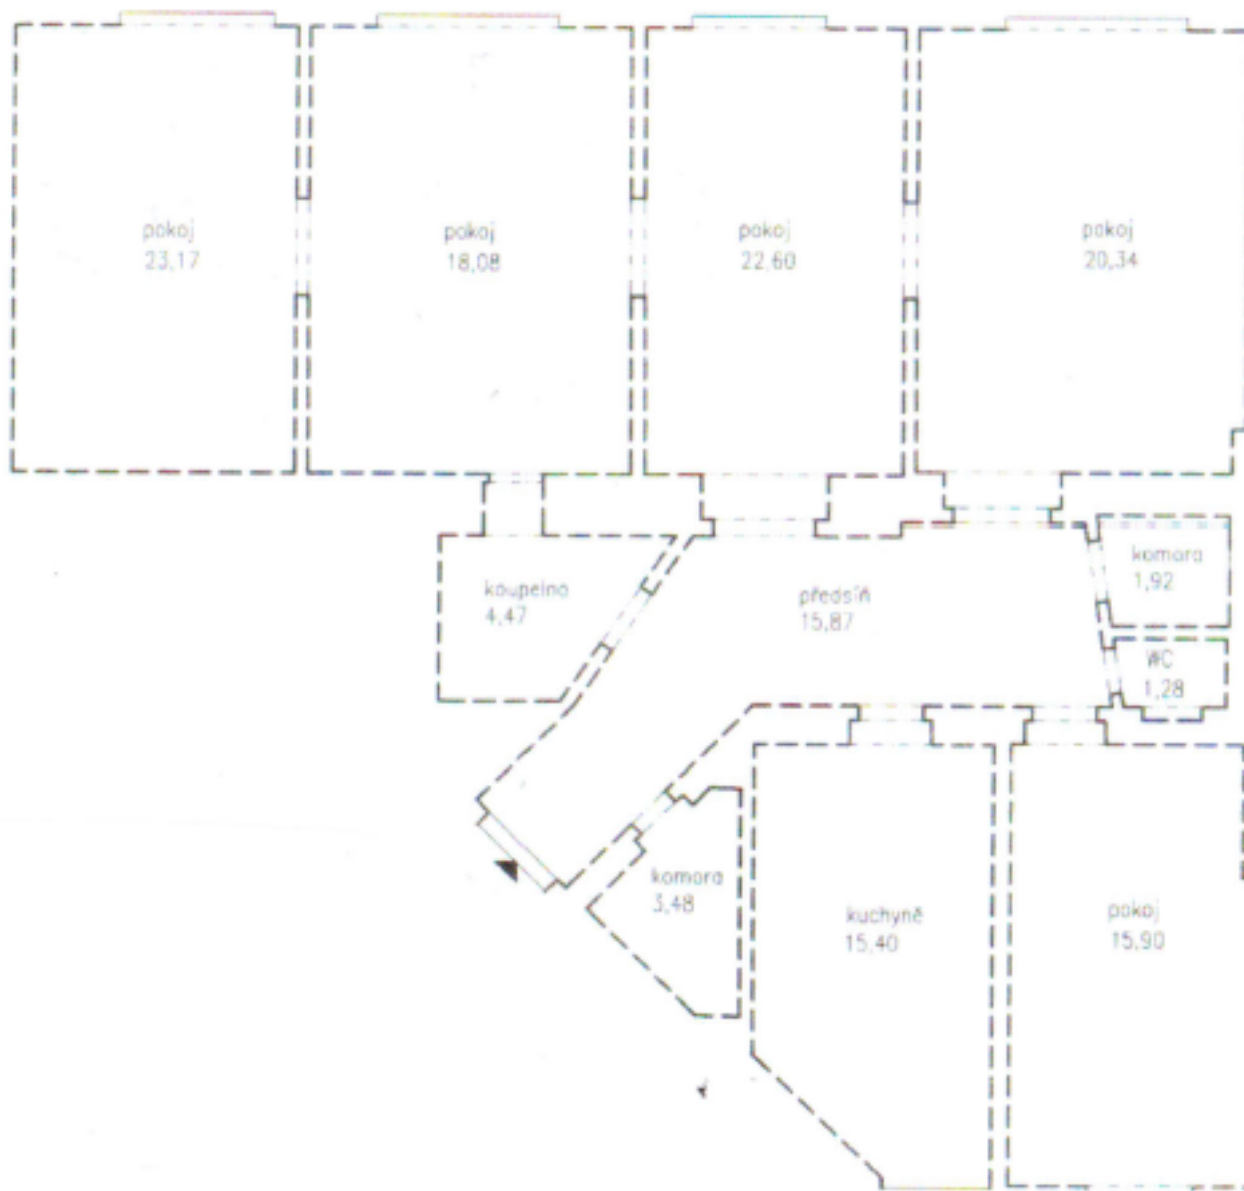 pokoj
23,17
pokoj
18,08
pokoj
22,60
pokoj
20,34
koupelna
4,47
předsíň
15,87
komora
1,92
WC
1,28
komora
3,48
kuchyně
15,40
pokoj
15,90